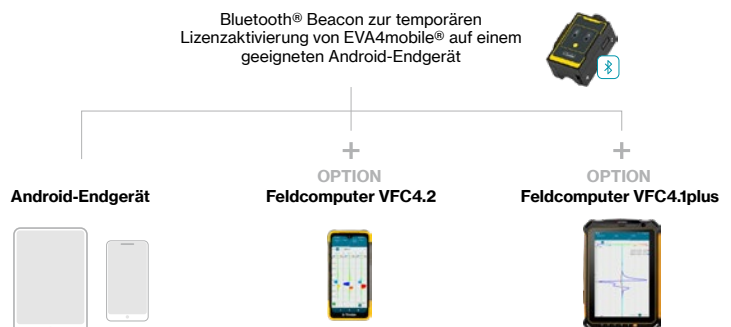 Bluetooth® Beacon zur temporären
Lizenzaktivierung von EVA4mobile® auf einem
geeigneten Android-Endgerät
+
OPTION
+
OPTION
Android-Endgerät
Feldcomputer VFC4.2
Feldcomputer VFC4.1plus